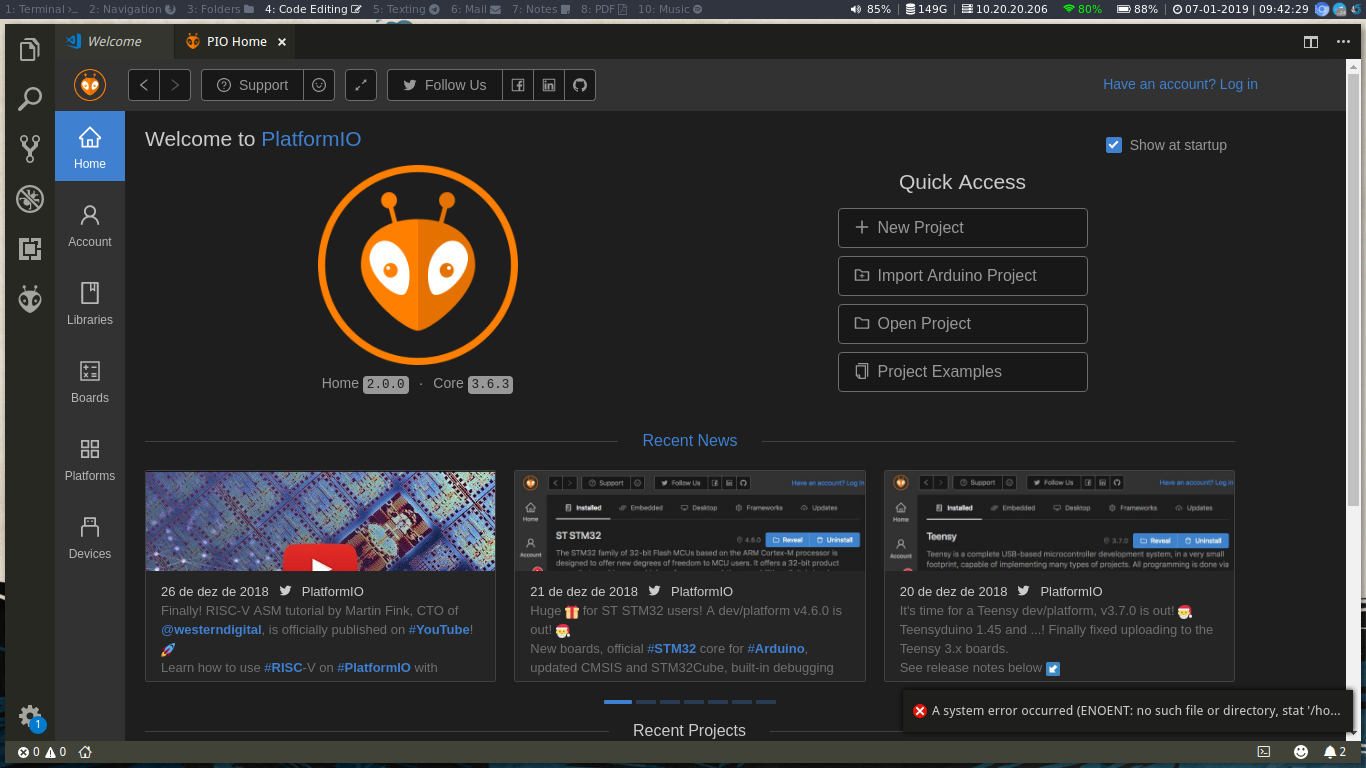 1: Terminal 2: Navigation 3: Folders 4: Code Editing 5: Texting 6: Mail 7: Notes 8: PDF 10: Music 85% | 149G | 10.20.20.206 80% 88% | 07-01-2019 | 09:42:29
Welcome PIO Home
Support Follow Us Have an account? Log in
Home
Account
Libraries
Boards
Platforms
Devices
Welcome to PlatformIO
Show at startup
Quick Access
New Project
Import Arduino Project
Open Project
Project Examples
Home 2.0.0 · Core 3.6.3
Recent News
26 de dez de 2018 PlatformIO
Finally! RISC-V ASM tutorial by Martin Fink, CTO of
@westerndigital, is officially published on #YouTube!
Learn how to use #RISC-V on #PlatformIO with
Support Follow Us Have an account? Log in
Home
Account
Installed Embedded Desktop Frameworks Updates
ST STM32 4.6.0 Reveal Uninstall
The STM32 family of 32-bit Flash MCUs based on the ARM Cortex-M processor is
designed to offer new degrees of freedom to MCU users. It offers a 32-bit product
21 de dez de 2018 PlatformIO
Huge for ST STM32 users! A dev/platform v4.6.0 is
out!
New boards, official #STM32 core for #Arduino,
updated CMSIS and STM32Cube, built-in debugging
Support Follow Us Have an account? Log in
Home
Account
Installed Embedded Desktop Frameworks Updates
Teensy 3.7.0 Reveal Uninstall
Teensy is a complete USB-based microcontroller development system, in a very small
footprint, capable of implementing many types of projects. All programming is done via
20 de dez de 2018 PlatformIO
It's time for a Teensy dev/platform, v3.7.0 is out!
Teensyduino 1.45 and ...! Finally fixed uploading to the
Teensy 3.x boards.
See release notes below
Recent Projects
A system error occurred (ENOENT: no such file or directory, stat '/ho...
1
0 0 2